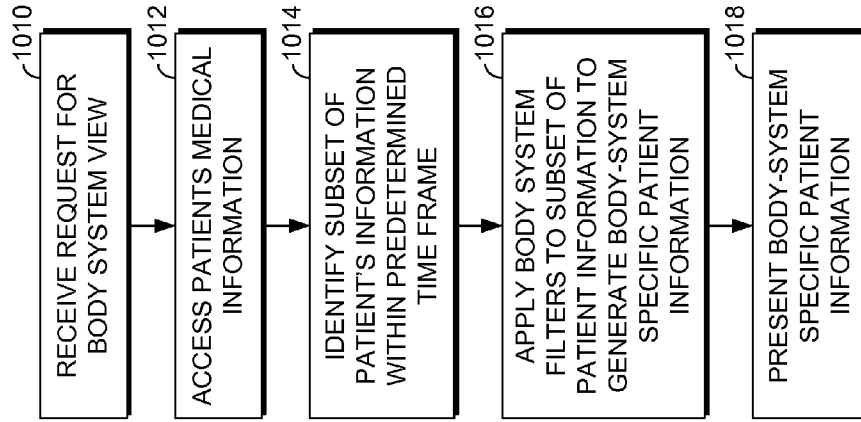 1010
RECEIVE REQUEST FOR
BODY SYSTEM VIEW
1012
ACCESS PATIENTS MEDICAL
INFORMATION
1014
IDENTIFY SUBSET OF
PATIENT'S INFORMATION
WITHIN PREDETERMINED
TIME FRAME
1016
APPLY BODY SYSTEM
FILTERS TO SUBSET OF
PATIENT INFORMATION TO
GENERATE BODY-SYSTEM
SPECIFIC PATIENT
INFORMATION
1018
PRESENT BODY-SYSTEM
SPECIFIC PATIENT
INFORMATION